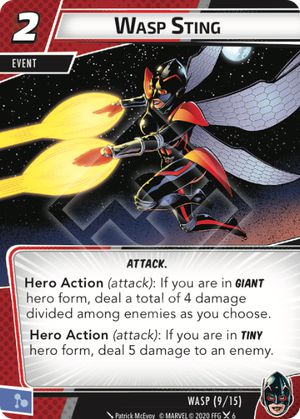 2
WASP STING
EVENT
ATTACK.
Hero Action (attack): If you are in GIANT
hero form, deal a total of 4 damage
divided among enemies as you choose.
Hero Action (attack): If you are in TINY
hero form, deal 5 damage to an enemy.
WASP (9/15)
Patrick McEvoy © MARVEL © 2020 FFG 6